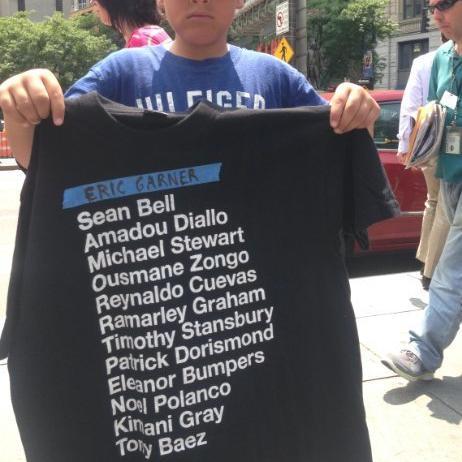 HILFIGER
ERIC GARNER
Sean Bell
Amadou Diallo
Michael Stewart
Ousmane Zongo
Reynaldo Cuevas
Ramarley Graham
Timothy Stansbury
Patrick Dorismond
Eleanor Bumpers
Noel Polanco
Kimani Gray
Tony Baez